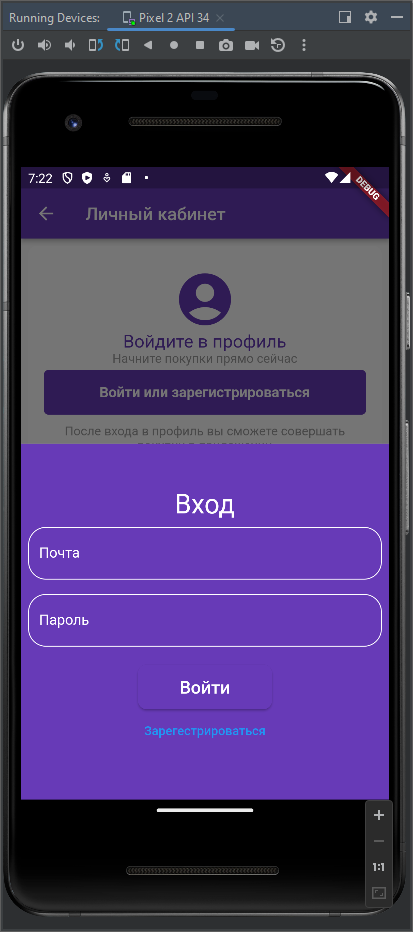 Running Devices: Pixel 2 API 34
7:22
DEBUG
Личный кабинет
Войдите в профиль
Начните покупки прямо сейчас
Войти или зарегистрироваться
После входа в профиль вы сможете совершать
Вход
Почта
Пароль
Войти
Зарегестрироваться
1:1